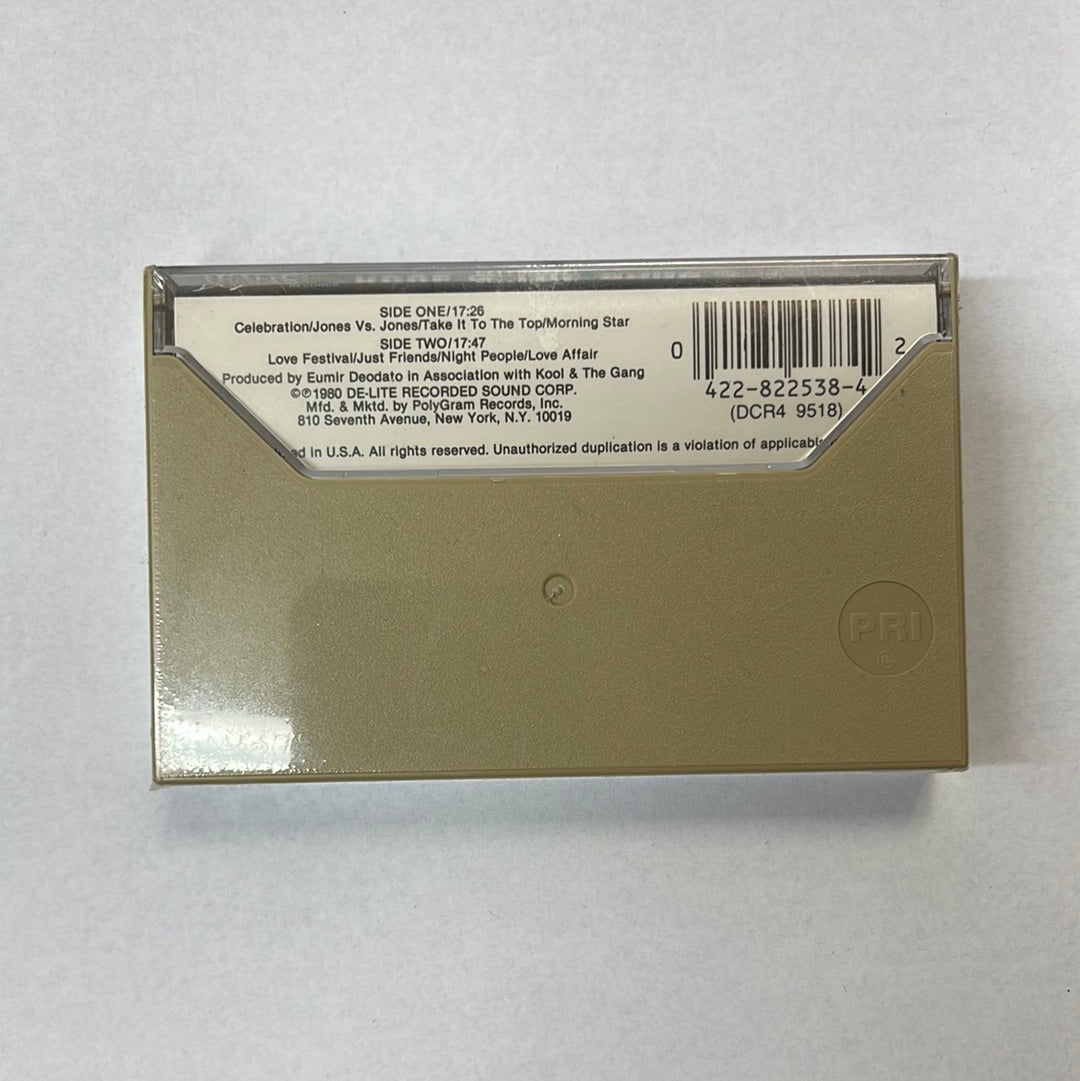 SIDE ONE/17:26
Celebration/Jones Vs. Jones/Take It To The Top/Morning Star
SIDE TWO/17:47
Love Festival/Just Friends/Night People/Love Affair
Produced by Eumir Deodato in Association with Kool & The Gang
©℗1980 DE-LITE RECORDED SOUND CORP.
Mfd. & Mktd. by PolyGram Records, Inc.
810 Seventh Avenue, New York, N.Y. 10019
in U.S.A. All rights reserved. Unauthorized duplication is a violation of
0 422-822538-4 2
(DCR4 9518)
PRI